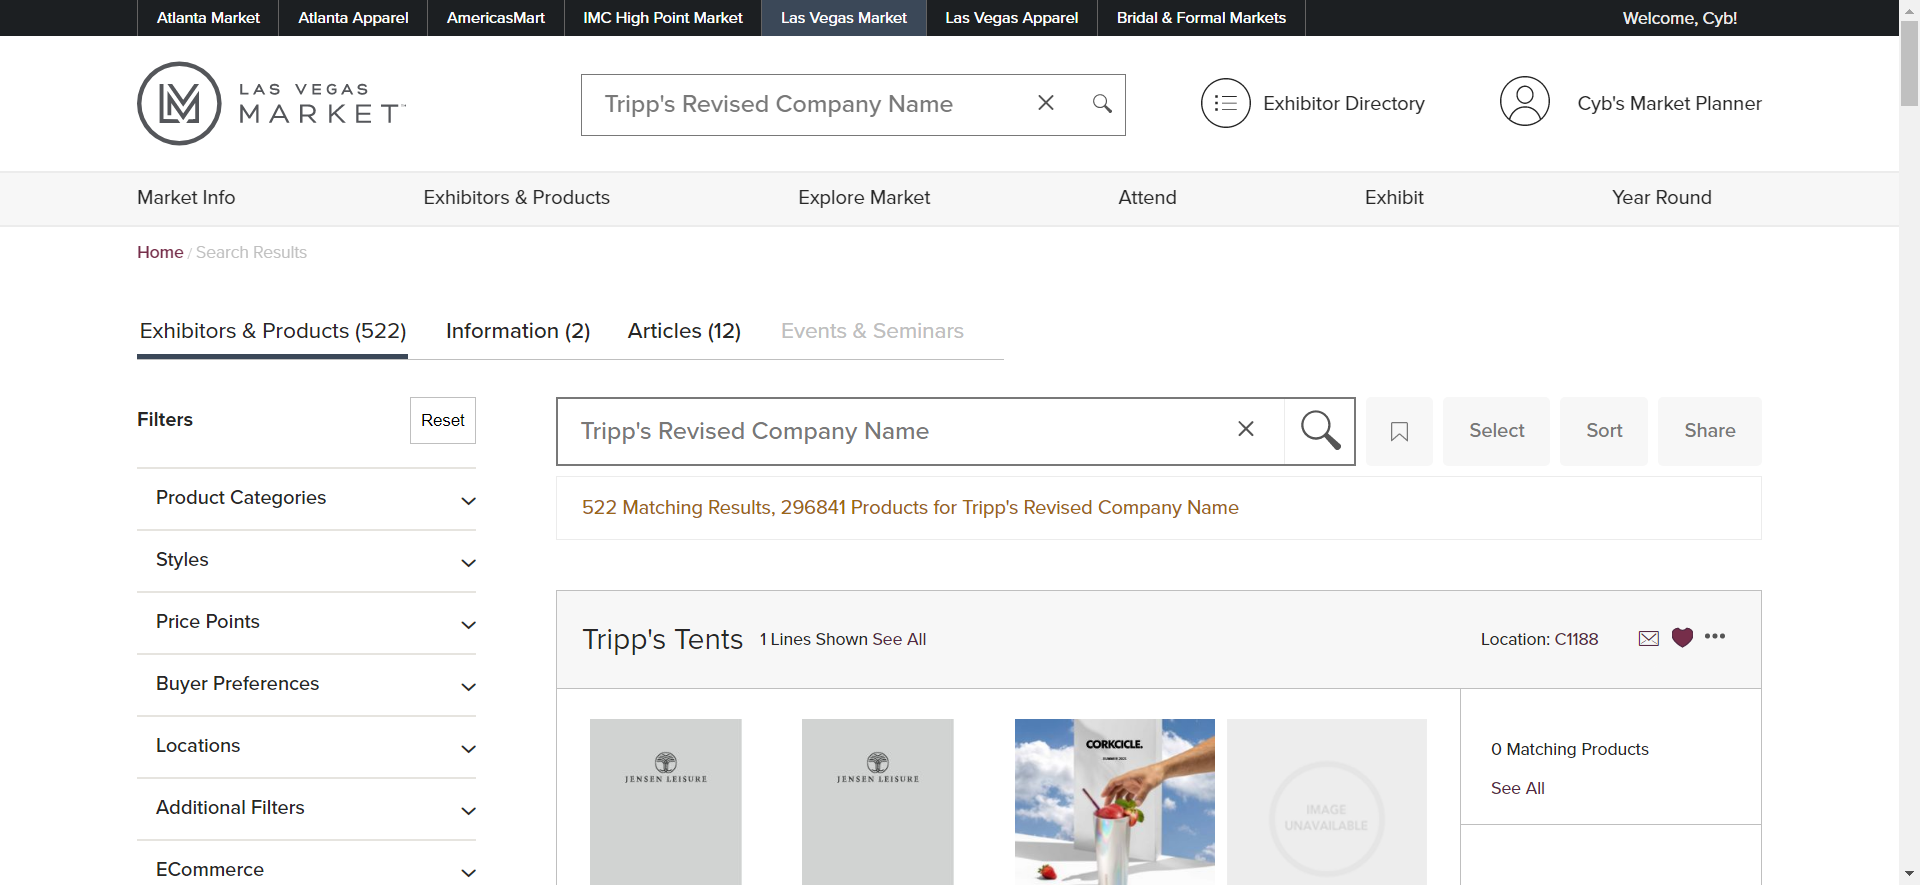 Atlanta Market
Atlanta Apparel
AmericasMart
IMC High Point Market
Las Vegas Market
Las Vegas Apparel
Bridal & Formal Markets
Welcome, Cyb!
LAS VEGAS
MARKET™
Tripp's Revised Company Name
Exhibitor Directory
Cyb's Market Planner
Market Info
Exhibitors & Products
Explore Market
Attend
Exhibit
Year Round
Home / Search Results
Exhibitors & Products (522)
Information (2)
Articles (12)
Events & Seminars
Filters
Reset
Product Categories
Styles
Price Points
Buyer Preferences
Locations
Additional Filters
ECommerce
Tripp's Revised Company Name
Select
Sort
Share
522 Matching Results, 296841 Products for Tripp's Revised Company Name
Tripp's Tents
1 Lines Shown See All
Location: C1188
JENSEN LEISURE
JENSEN LEISURE
CORKCICLE.
IMAGE
UNAVAILABLE
0 Matching Products
See All